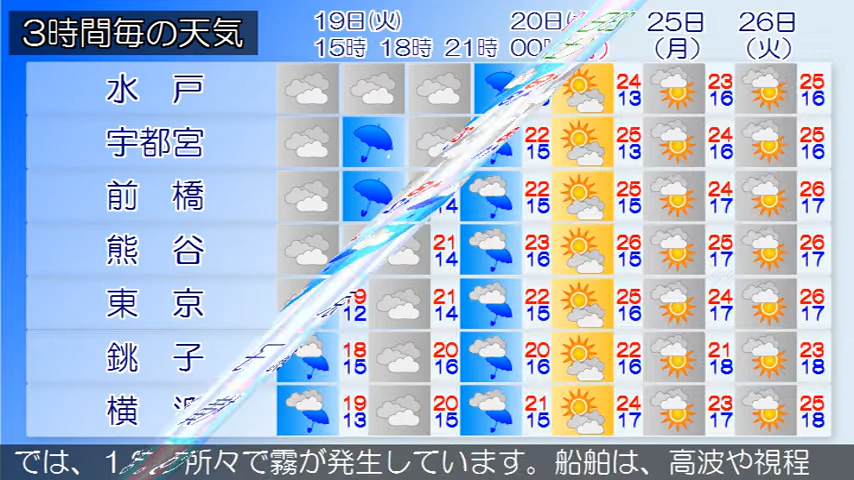 3時間毎の天気
19日(火) 20日 25日 26日
15時 18時 21時 00 (月) (火)
水戸 24 13 23 16 25 16
宇都宮 22 15 25 13 24 16 25 16
前橋 14 22 15 25 15 24 17 26 17
熊谷 21 14 23 16 26 15 25 17 26 17
東京 12 21 14 22 15 25 16 24 17 26 17
銚子 18 15 20 16 20 16 22 16 21 18 23 18
横 19 13 20 15 21 15 24 17 23 17 25 18
では、1 所々で霧が発生しています。船舶は、高波や視程